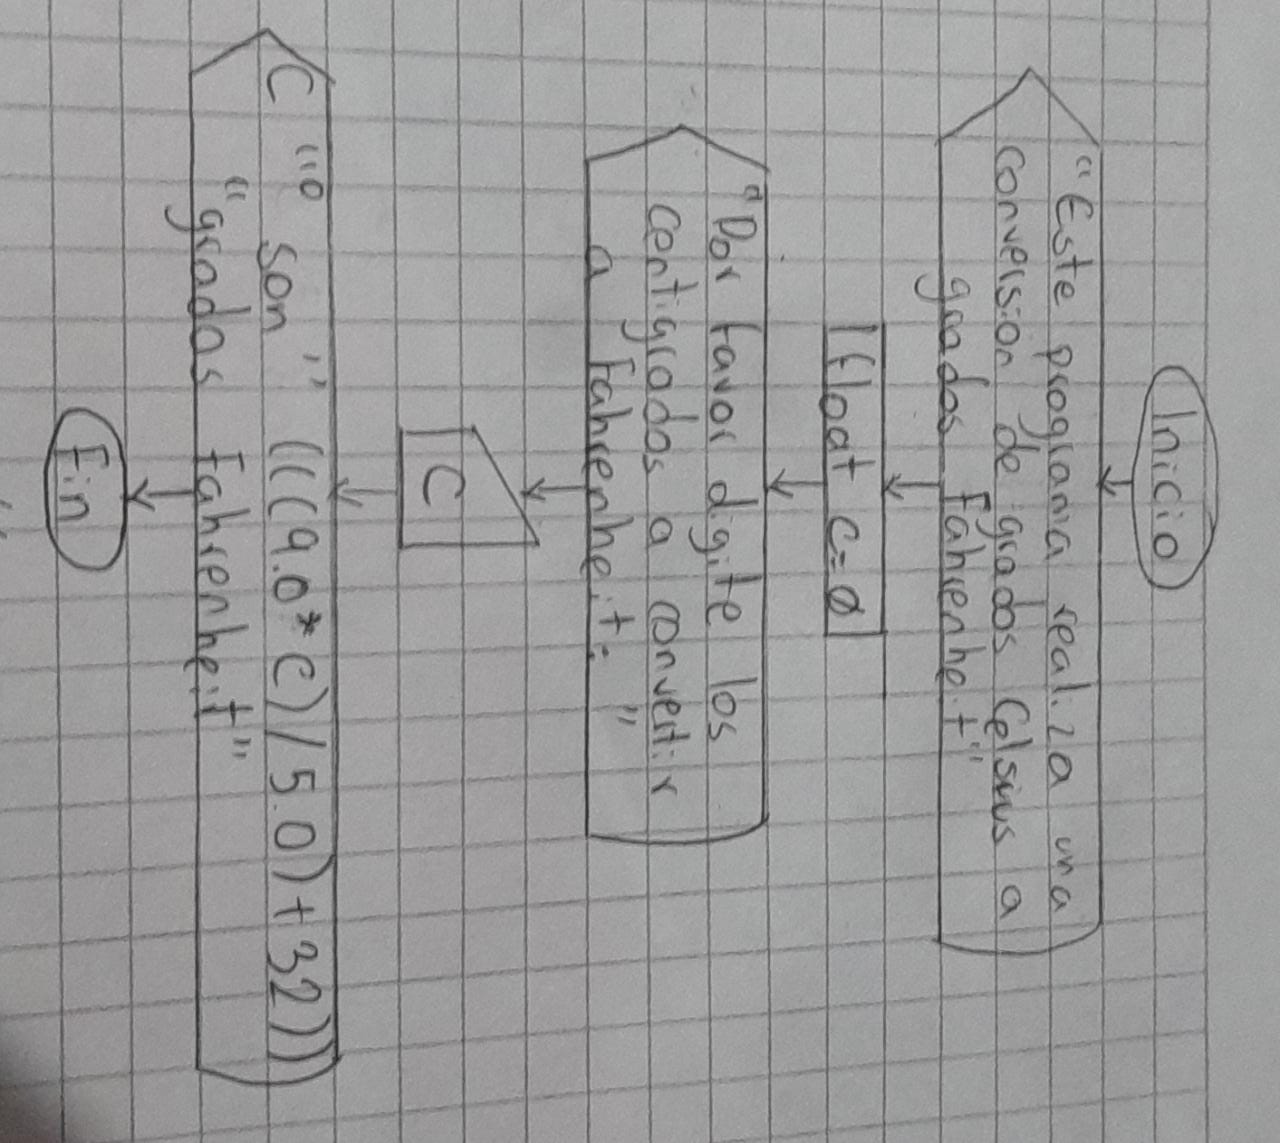 Inicio
"Este programa realiza una
conversion de grados Celsius a
grados Fahrenheit"
float c=Ø
"Por favor digite los
centigrados a convertir
a Fahrenheit: "
C
C "° son " (((9.0*C)/5.0)+32)))
"grados Fahrenheit"
Fin